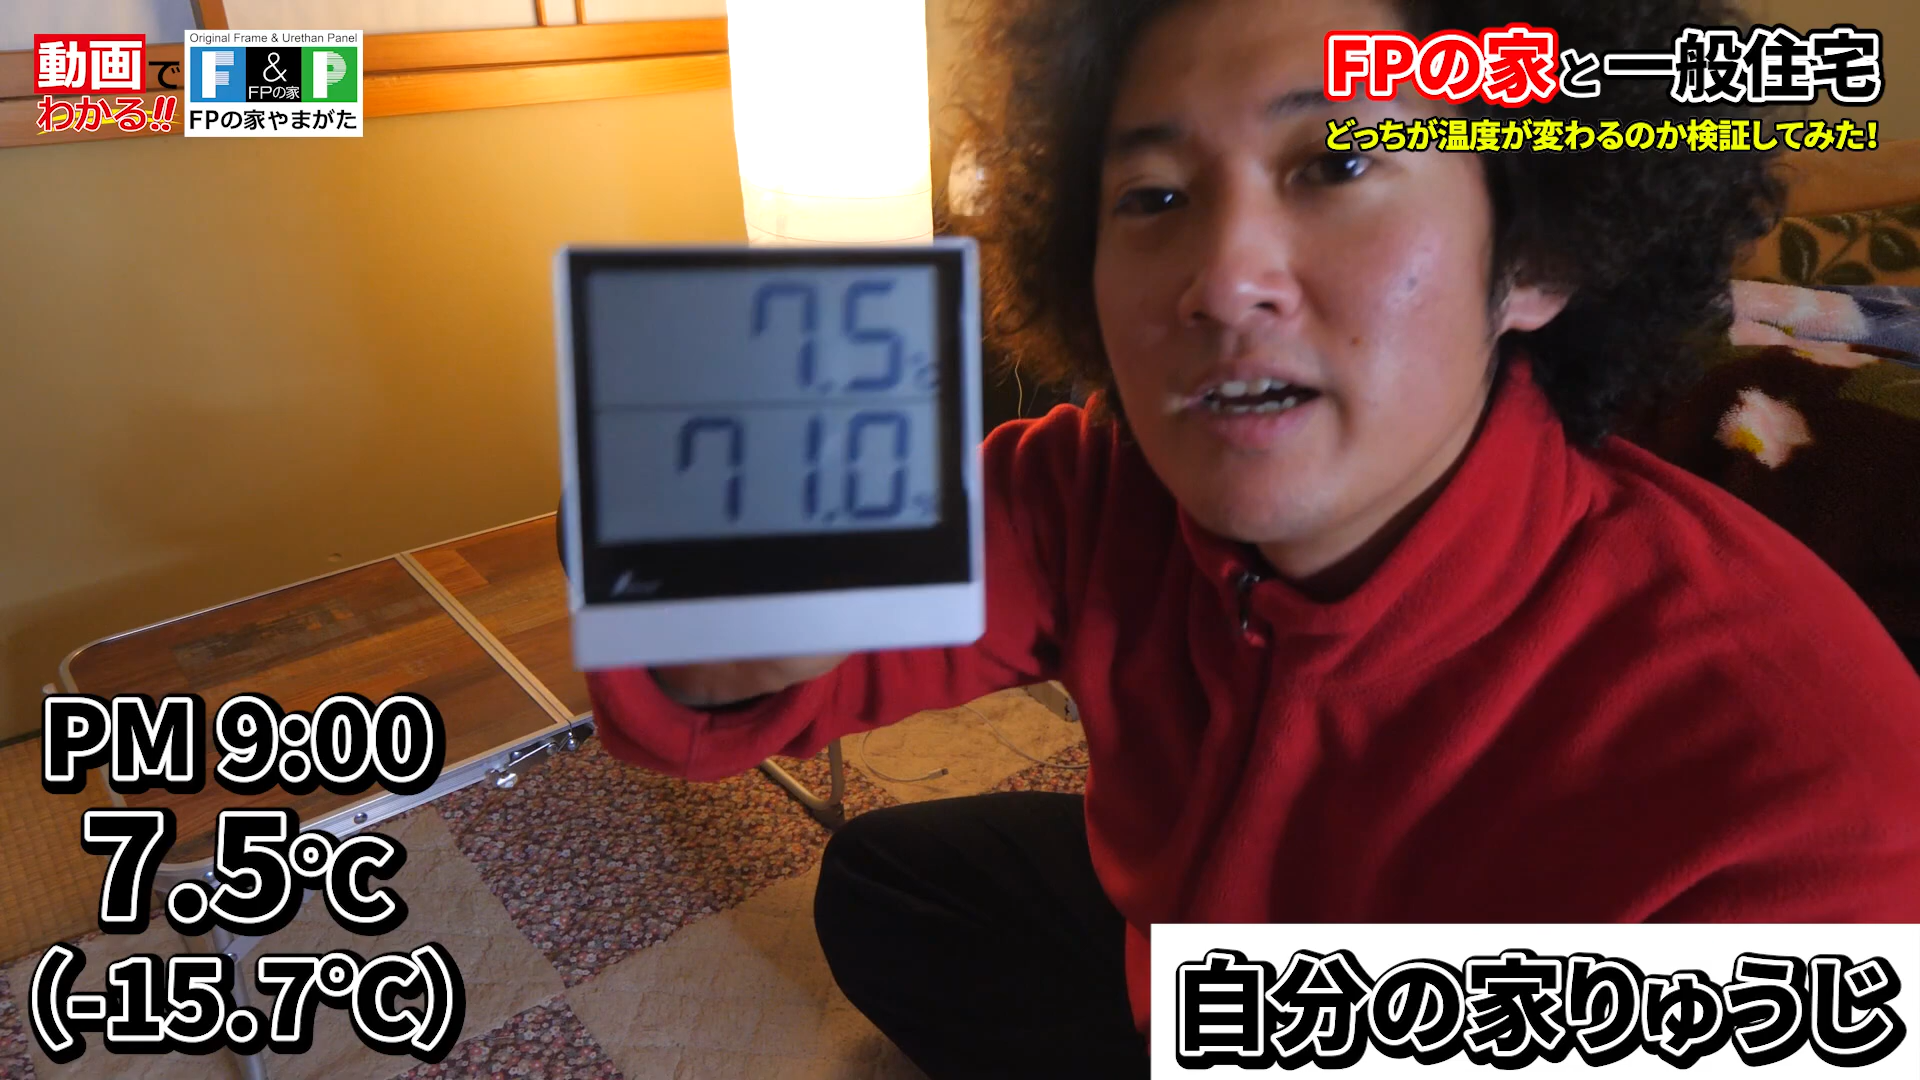 動画で
わかる!!
Original Frame & Urethan Panel
F & P
FPの家
FPの家やまがた
FPの家と一般住宅
どっちが温度が変わるのか検証してみた!
7.5℃
71.0%
PM 9:00
7.5℃
(-15.7℃)
自分の家りゅうじ